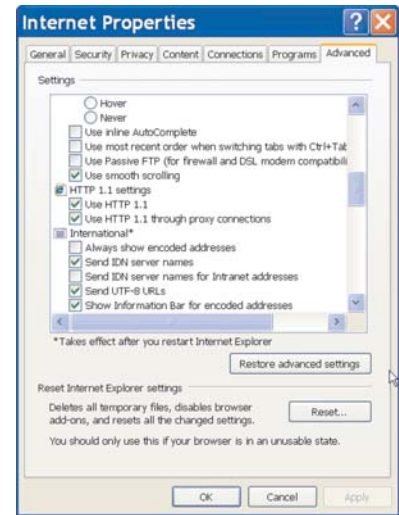 Internet Properties
General Security Privacy Content Connections Programs Advanced
Settings
Hover
Never
Use inline AutoComplete
Use most recent order when switching tabs with Ctrl+Tab
Use Passive FTP (for firewall and DSL modem compatibili
Use smooth scrolling
HTTP 1.1 settings
Use HTTP 1.1
Use HTTP 1.1 through proxy connections
International*
Always show encoded addresses
Send IDN server names
Send IDN server names for Intranet addresses
Send UTF-8 URLs
Show Information Bar for encoded addresses
*Takes effect after you restart Internet Explorer
Restore advanced settings
Reset Internet Explorer settings
Deletes all temporary files, disables browser
add-ons, and resets all the changed settings.
Reset...
You should only use this if your browser is in an unusable state.
OK Cancel Apply